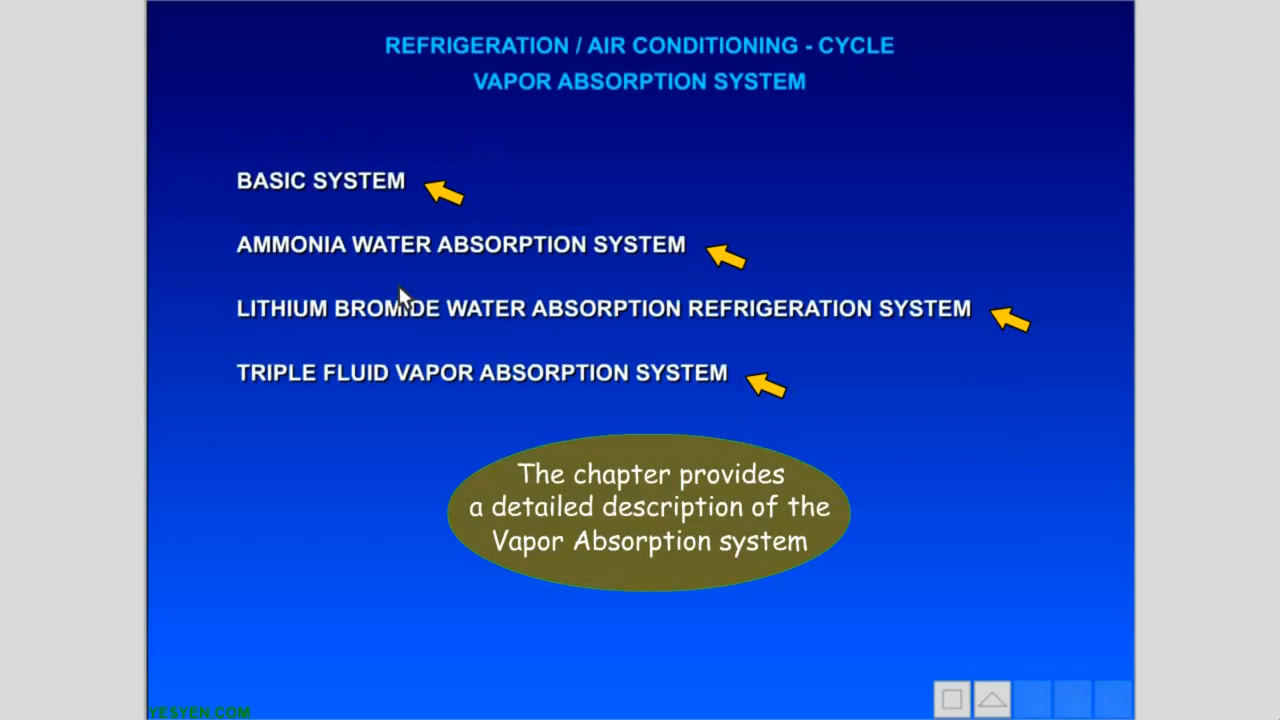 REFRIGERATION / AIR CONDITIONING - CYCLE
VAPOR ABSORPTION SYSTEM
BASIC SYSTEM
AMMONIA WATER ABSORPTION SYSTEM
LITHIUM BROMIDE WATER ABSORPTION REFRIGERATION SYSTEM
TRIPLE FLUID VAPOR ABSORPTION SYSTEM
The chapter provides
a detailed description of the
Vapor Absorption system
YESYEN.COM